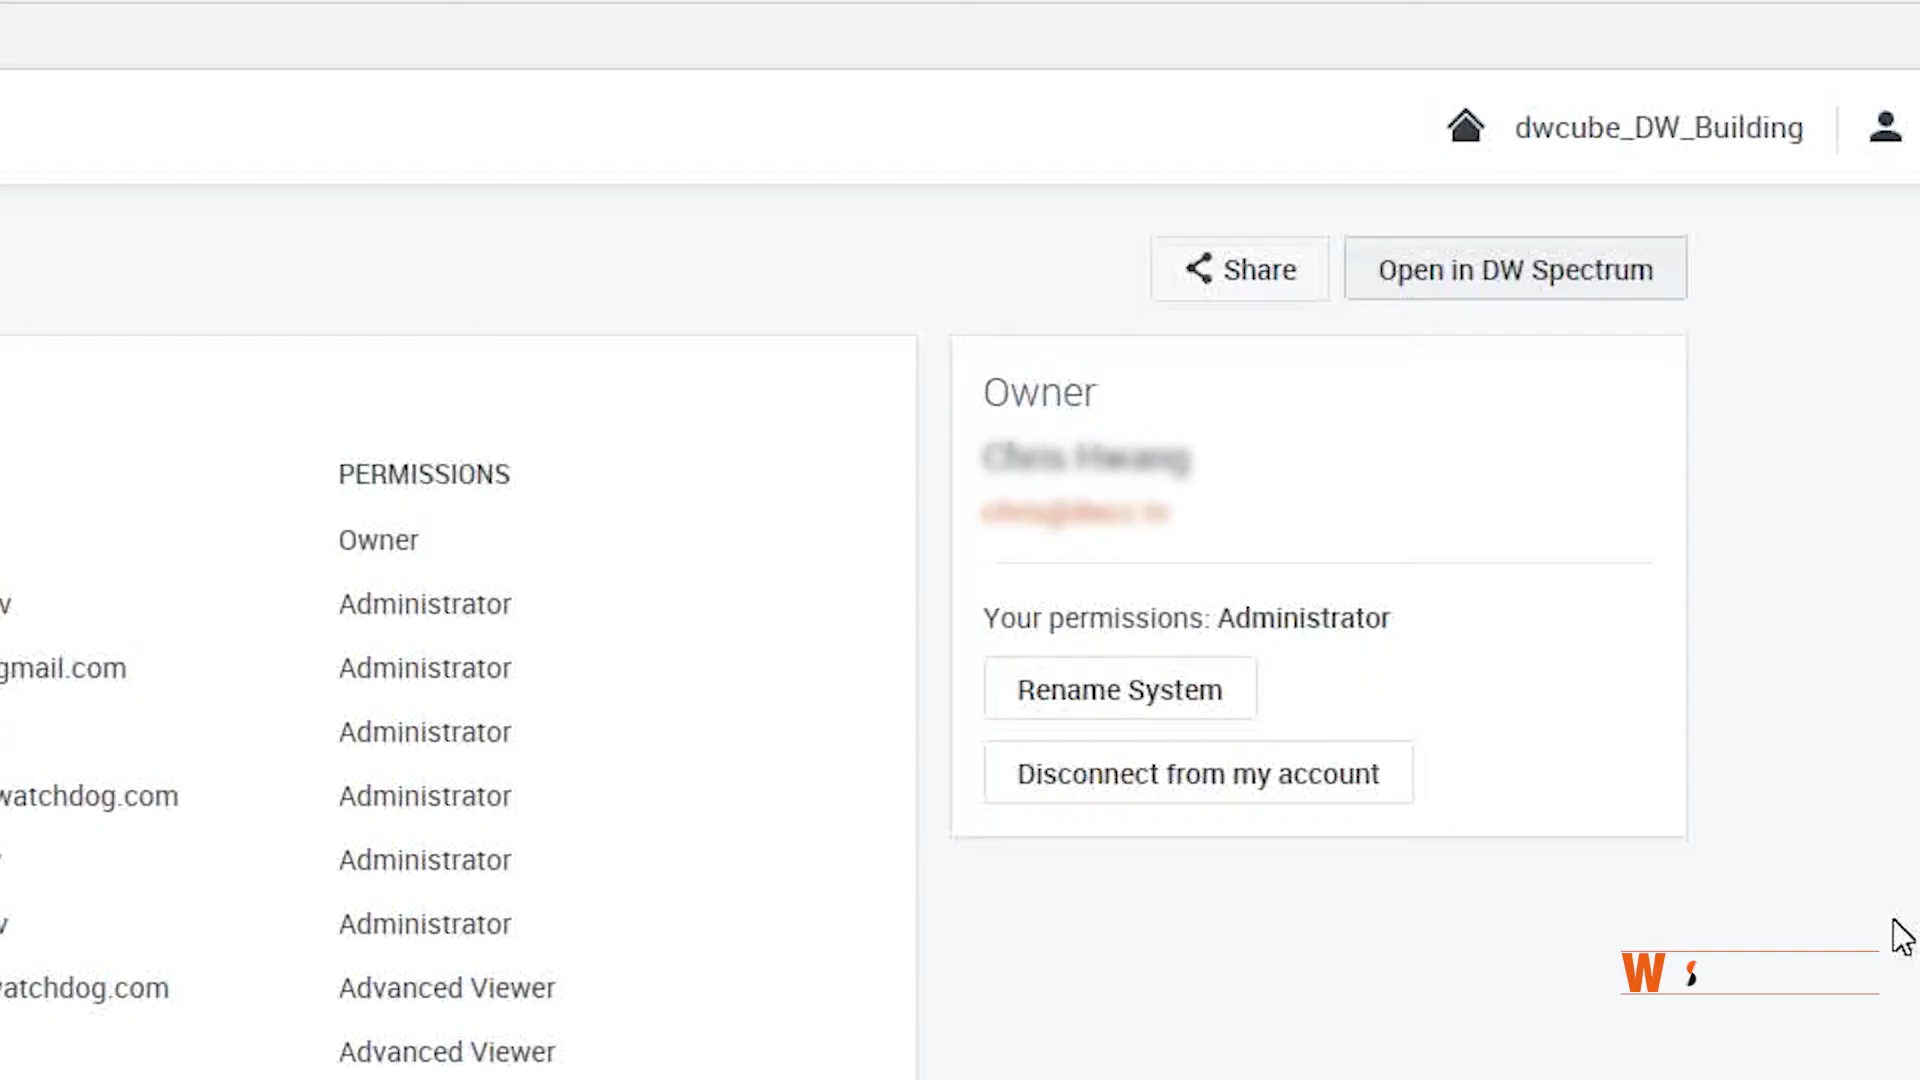 dwcube_DW_Building
Share
Open in DW Spectrum
Owner
PERMISSIONS
Owner
Administrator
gmail.com Administrator
Administrator
watchdog.com Administrator
Administrator
Administrator
atchdog.com Advanced Viewer
Advanced Viewer
Your permissions: Administrator
Rename System
Disconnect from my account
W